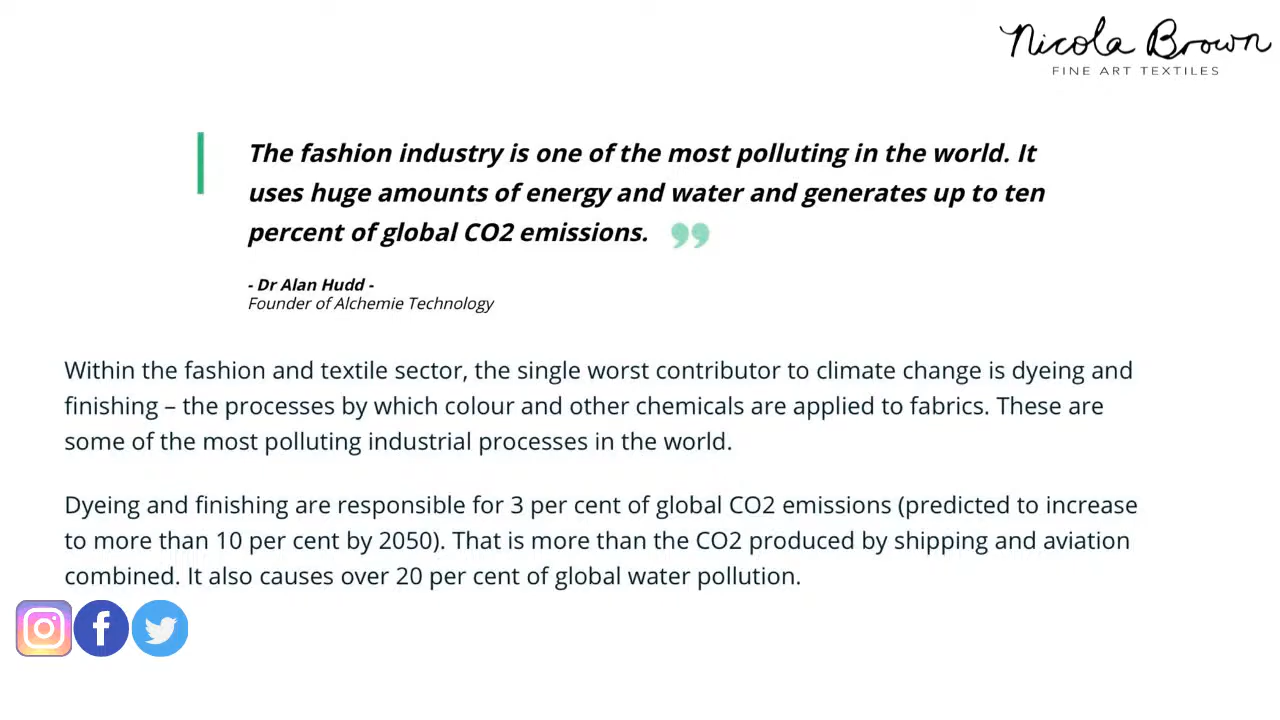 Nicola Brown
FINE ART TEXTILES
The fashion industry is one of the most polluting in the world. It
uses huge amounts of energy and water and generates up to ten
percent of global CO2 emissions. ”
- Dr Alan Hudd -
Founder of Alchemie Technology
Within the fashion and textile sector, the single worst contributor to climate change is dyeing and
finishing – the processes by which colour and other chemicals are applied to fabrics. These are
some of the most polluting industrial processes in the world.
Dyeing and finishing are responsible for 3 per cent of global CO2 emissions (predicted to increase
to more than 10 per cent by 2050). That is more than the CO2 produced by shipping and aviation
combined. It also causes over 20 per cent of global water pollution.